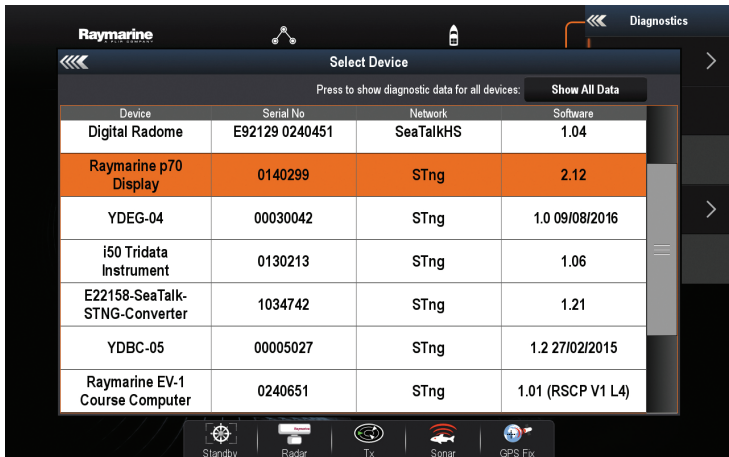 Diagnostics
Raymarine
A FLIR COMPANY
Select Device
Press to show diagnostic data for all devices: Show All Data
Device Serial No Network Software
Digital Radome E92129 0240451 SeaTalkHS 1.04
Raymarine p70
Display 0140299 STng 2.12
YDEG-04 00030042 STng 1.0 09/08/2016
i50 Tridata
Instrument 0130213 STng 1.06
E22158-SeaTalk-
STNG-Converter 1034742 STng 1.21
YDBC-05 00005027 STng 1.2 27/02/2015
Raymarine EV-1
Course Computer 0240651 STng 1.01 (RSCP V1 L4)
Standby Radar Tx Sonar GPS Fix